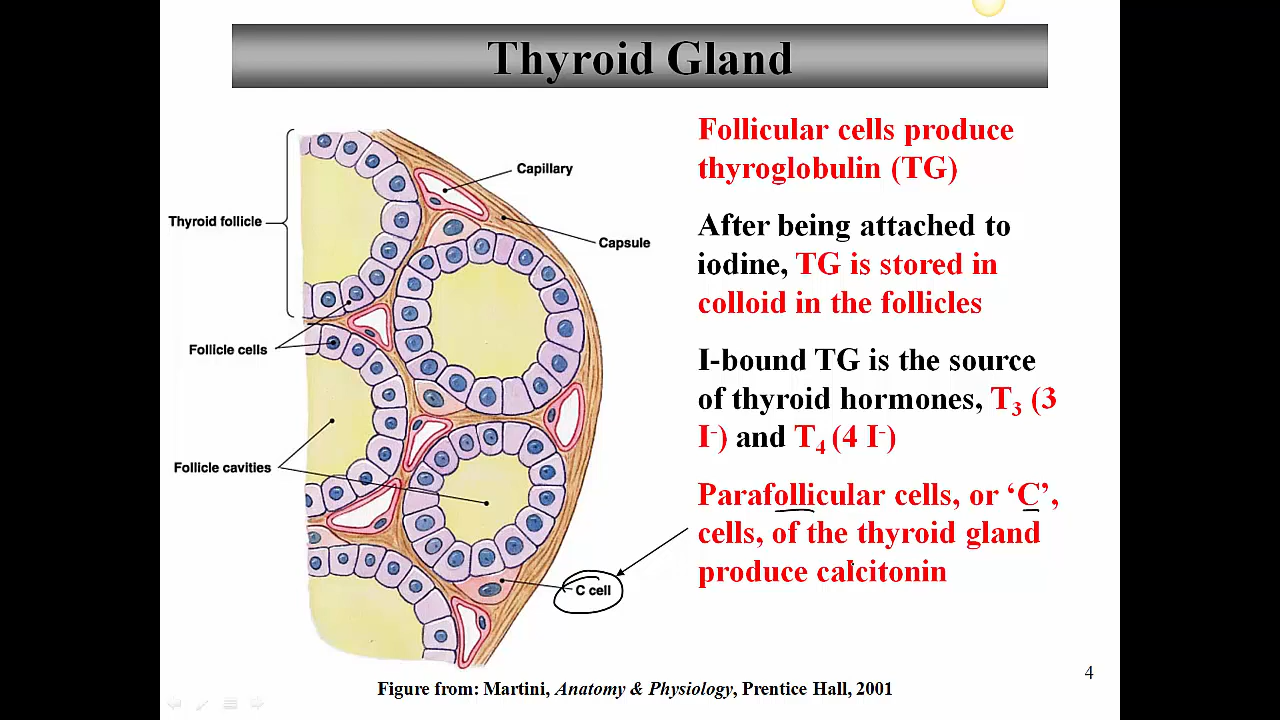 Thyroid Gland
Capillary
Thyroid follicle
Capsule
Follicle cells
Follicle cavities
C cell
Follicular cells produce
thyroglobulin (TG)
After being attached to
iodine, TG is stored in
colloid in the follicles
I-bound TG is the source
of thyroid hormones, T₃ (3
I⁻) and T₄ (4 I⁻)
Parafollicular cells, or ‘C’,
cells, of the thyroid gland
produce calcitonin
4
Figure from: Martini, Anatomy & Physiology, Prentice Hall, 2001